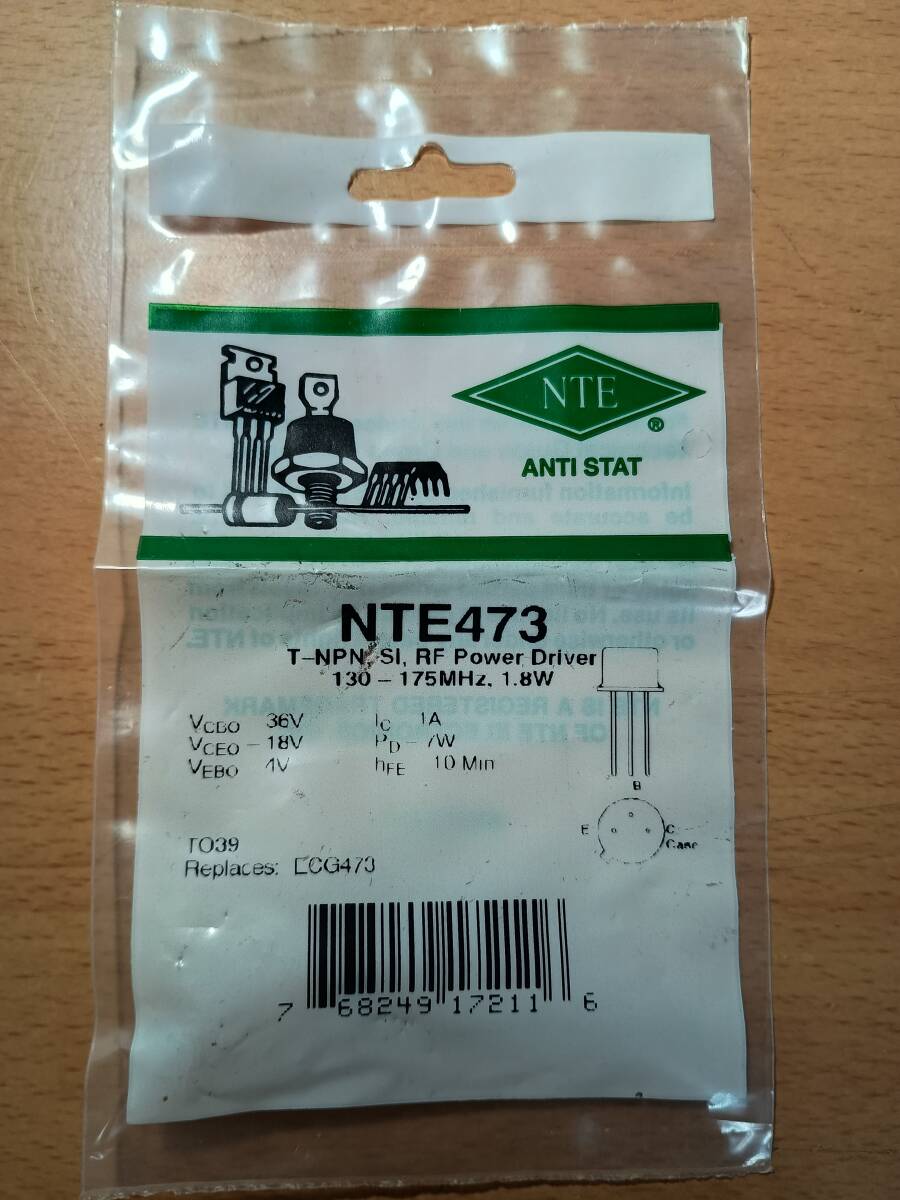 NTE
®
ANTI STAT
NTE473
T-NPN, SI, RF Power Driver
130 – 175MHz, 1.8W
VCBO 36V IC 1A
VCEO – 18V PD – 7W
VEBO 4V hFE 10 Min
B
E C
Case
TO39
Replaces: ECG473
7 68249 17211 6